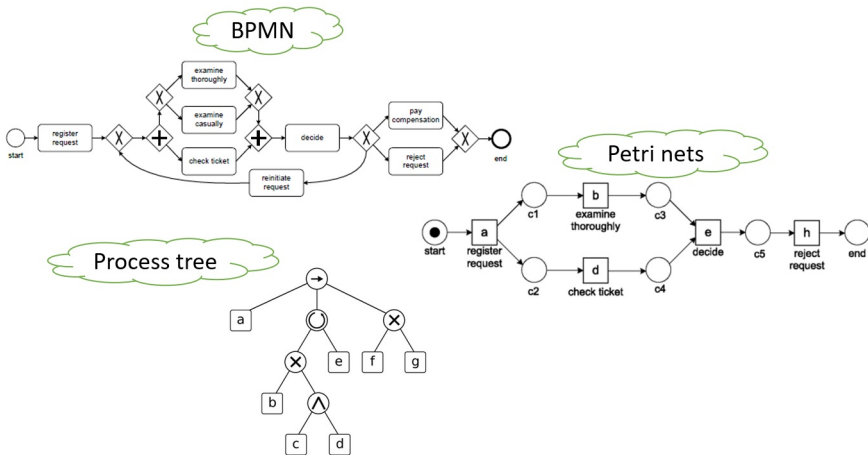 BPMN
examine
thoroughly
examine
casually
check ticket
start
register
request
decide
pay
compensation
reject
request
end
reinitiate
request
Petri nets
start
a
register
request
c1
b
examine
thoroughly
c3
c2
d
check ticket
c4
e
decide
c5
h
reject
request
end
Process tree
a
e
f
g
b
c
d